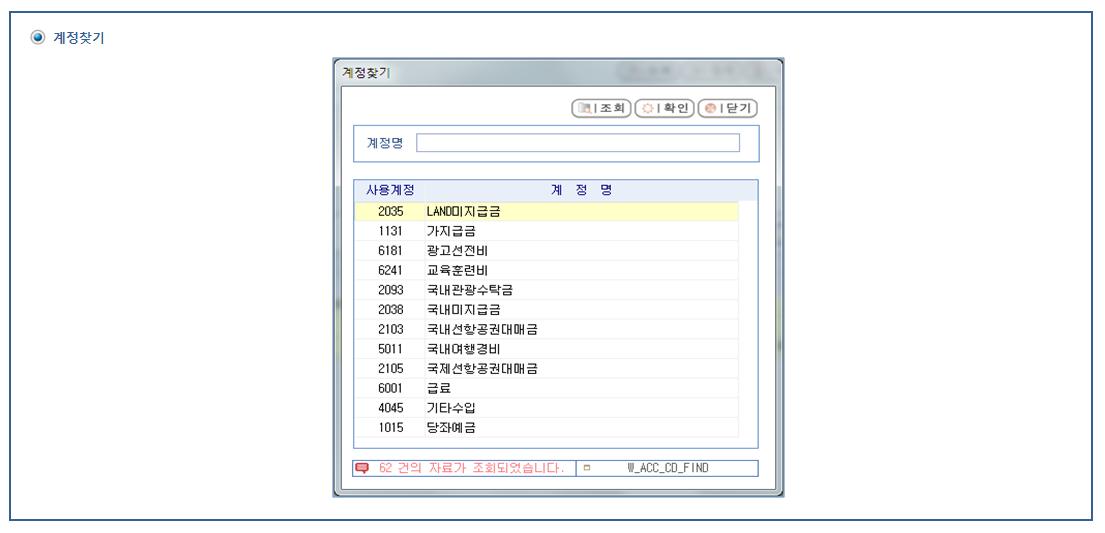 계정찾기
계정찾기
조회 확인 닫기
계정명
사용계정 계 정 명
2035 LAND미지급금
1131 가지급금
6181 광고선전비
6241 교육훈련비
2093 국내관광수탁금
2038 국내미지급금
2103 국내선항공권대매금
5011 국내여행경비
2105 국제선항공권대매금
6001 급료
4045 기타수입
1015 당좌예금
62 건의 자료가 조회되었습니다. W_ACC_CD_FIND